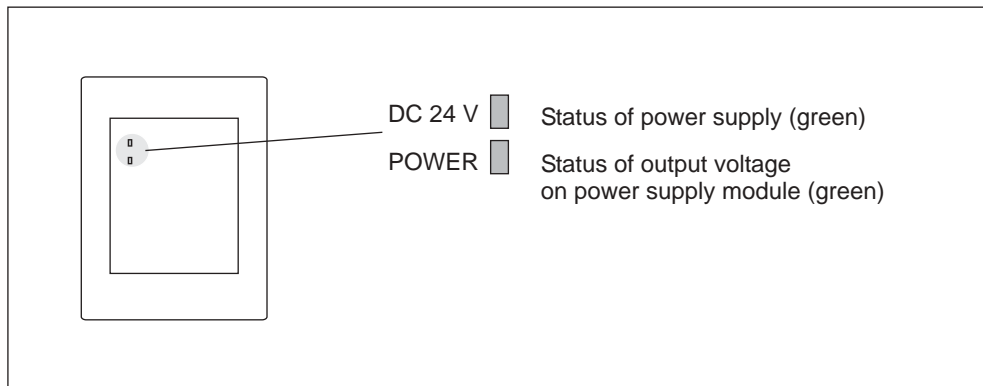 DC 24 V Status of power supply (green)
POWER Status of output voltage
on power supply module (green)